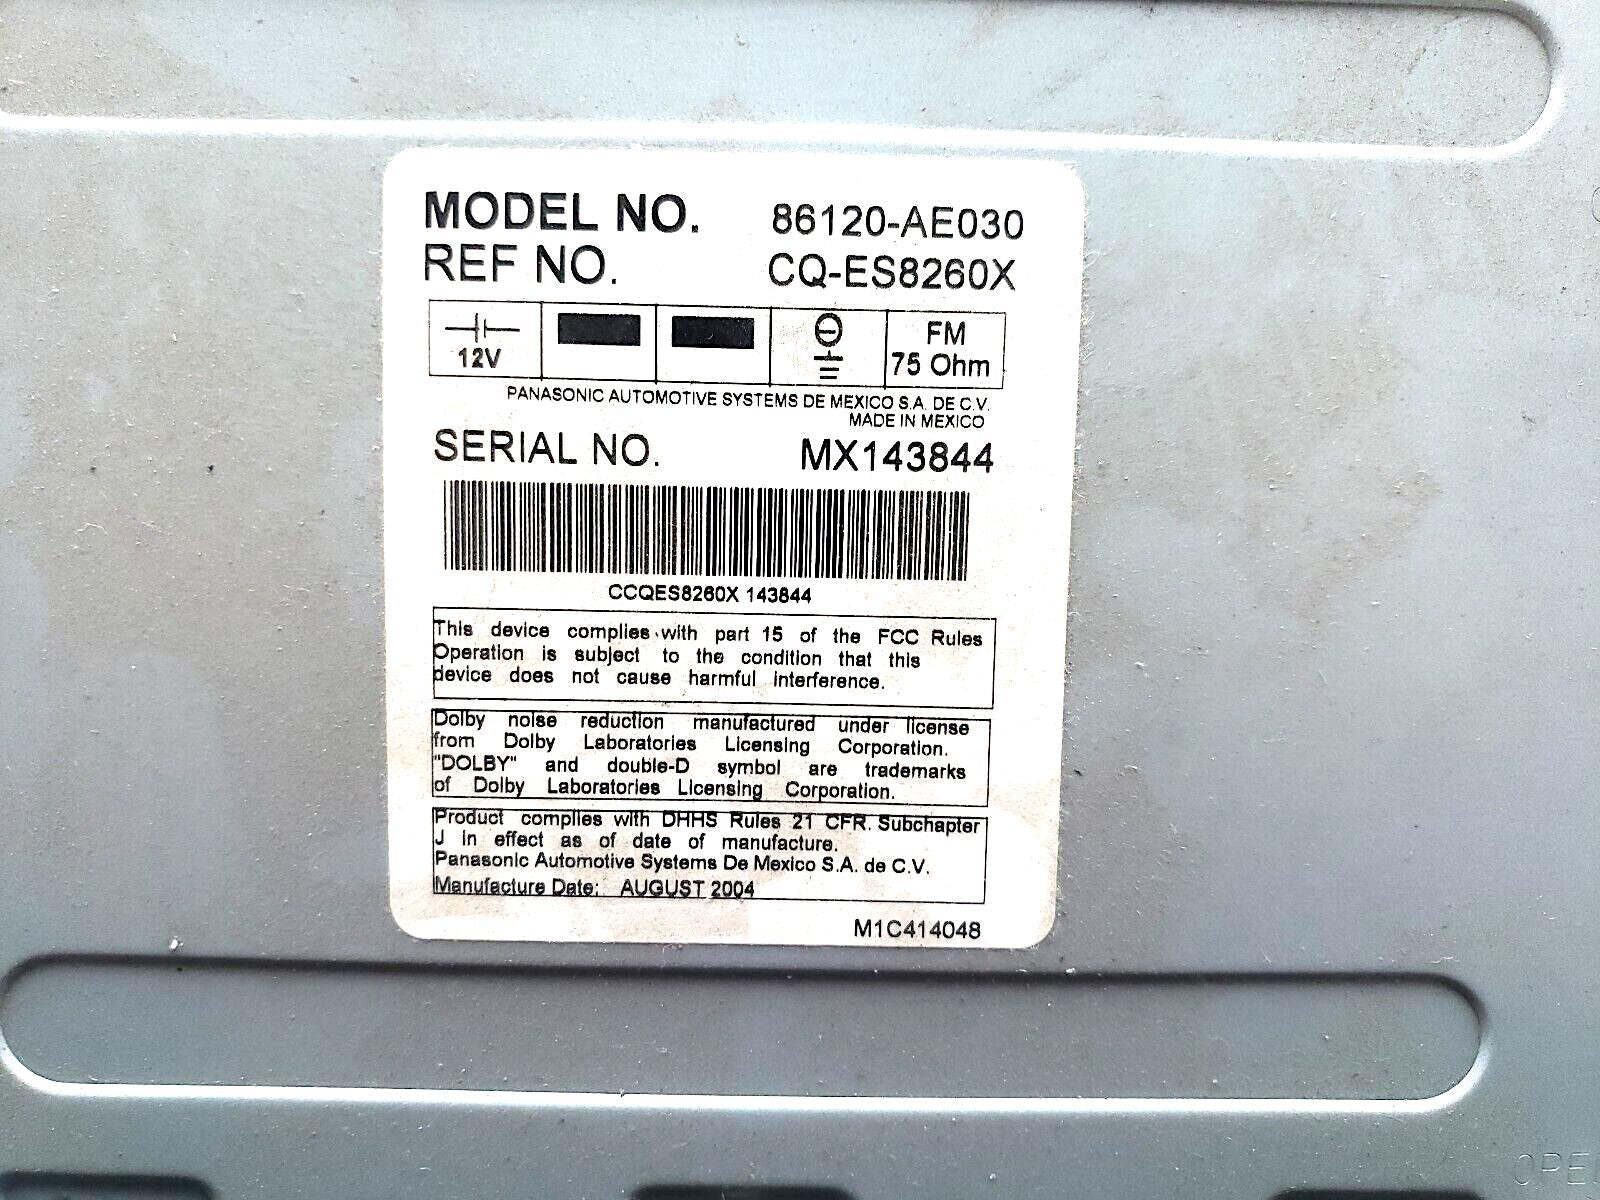 MODEL NO. 86120-AE030
REF NO. CQ-ES8260X
12V
FM
75 Ohm
PANASONIC AUTOMOTIVE SYSTEMS DE MEXICO S.A. DE C.V.
MADE IN MEXICO
SERIAL NO. MX143844
CCQES8260X 143844
This device complies with part 15 of the FCC Rules
Operation is subject to the condition that this
device does not cause harmful interference.
Dolby noise reduction manufactured under license
from Dolby Laboratories Licensing Corporation.
"DOLBY" and double-D symbol are trademarks
of Dolby Laboratories Licensing Corporation.
Product complies with DHHS Rules 21 CFR. Subchapter
J in effect as of date of manufacture.
Panasonic Automotive Systems De Mexico S.A. de C.V.
Manufacture Date: AUGUST 2004
M1C414048